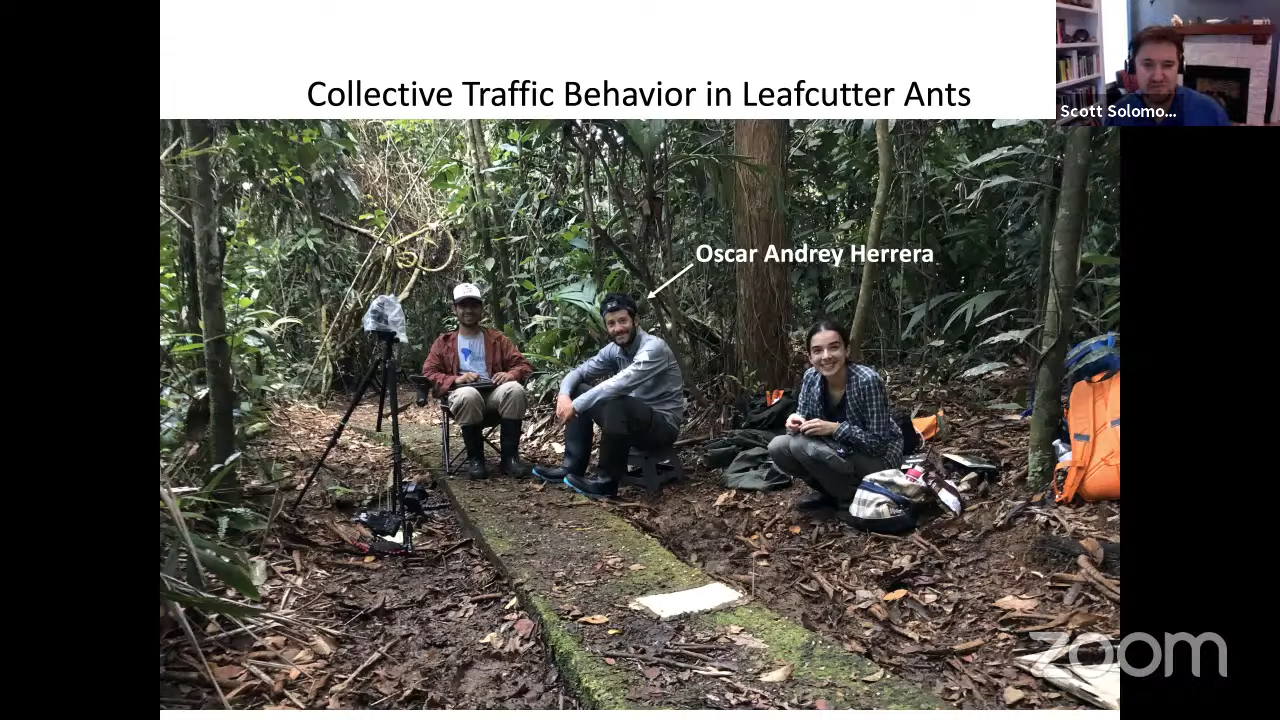 Collective Traffic Behavior in Leafcutter Ants
Scott Solomo...
Oscar Andrey Herrera
zoom